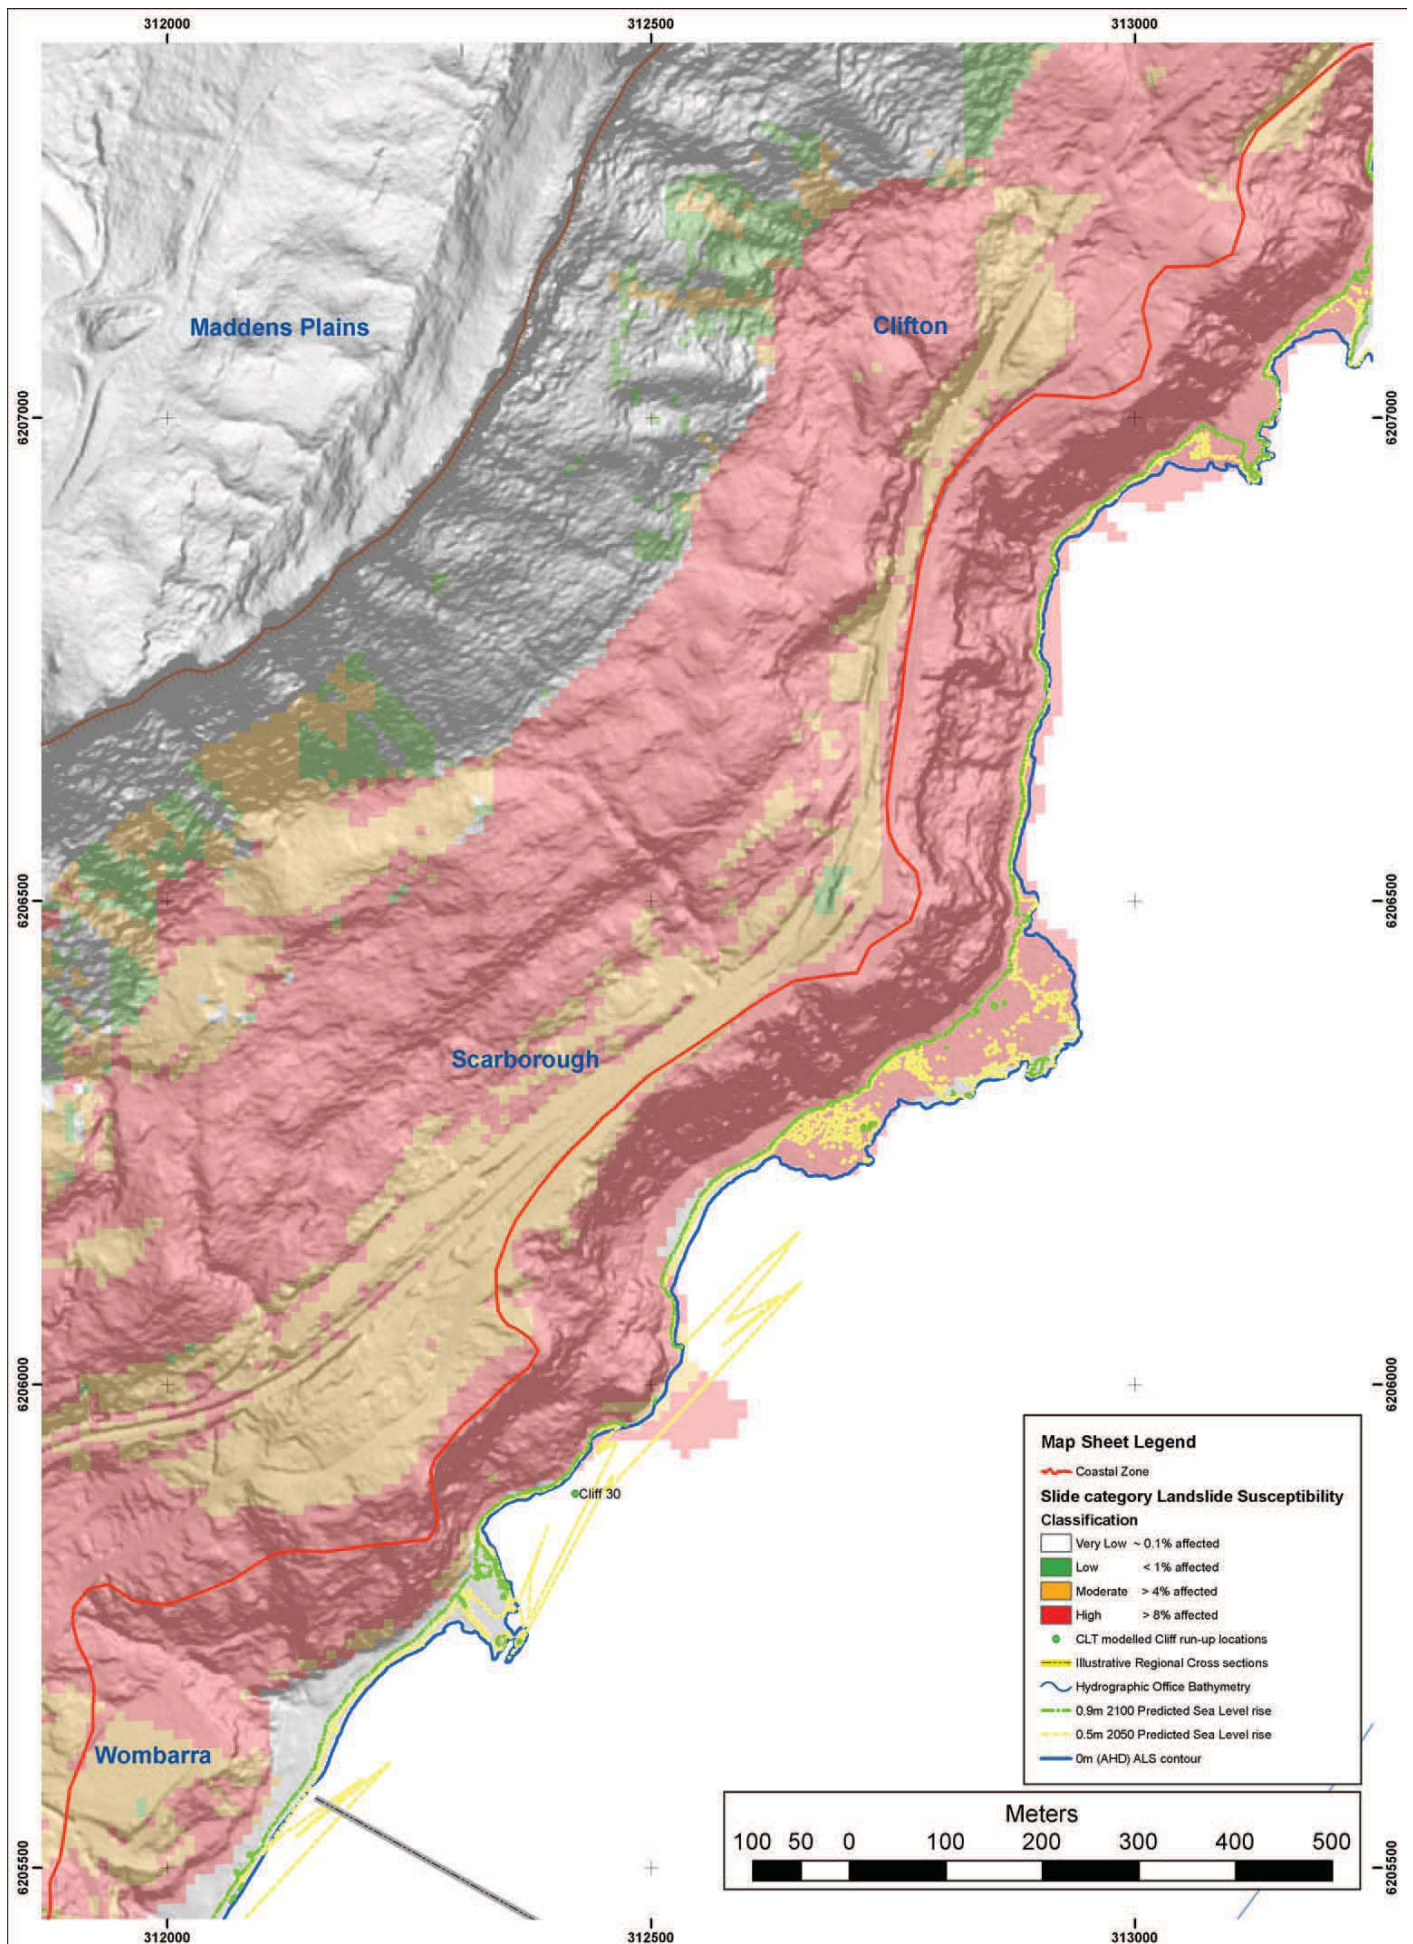 312000 312500 313000
Maddens Plains
Clifton
6207000 6207000
6206500 6206500
Scarborough
6206000 6206000
Cliff 30
Wombarra
Map Sheet Legend
Coastal Zone
Slide category Landslide Susceptibility
Classification
Very Low ~ 0.1% affected
Low < 1% affected
Moderate > 4% affected
High > 8% affected
CLT modelled Cliff run-up locations
Illustrative Regional Cross sections
Hydrographic Office Bathymetry
0.9m 2100 Predicted Sea Level rise
0.5m 2050 Predicted Sea Level rise
0m (AHD) ALS contour
Meters
100 50 0 100 200 300 400 500
6205500 6205500
312000 312500 313000